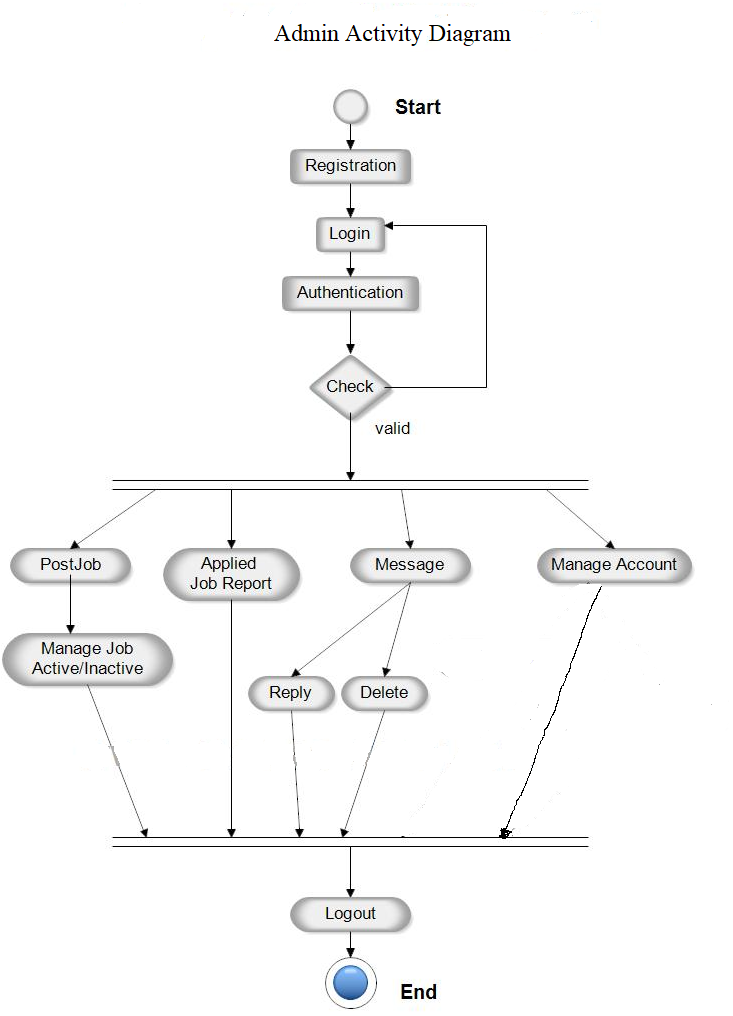 Admin Activity Diagram
Start
Registration
Login
Authentication
Check
valid
PostJob
Applied
Job Report
Message
Manage Account
Manage Job
Active/Inactive
Reply
Delete
Logout
End